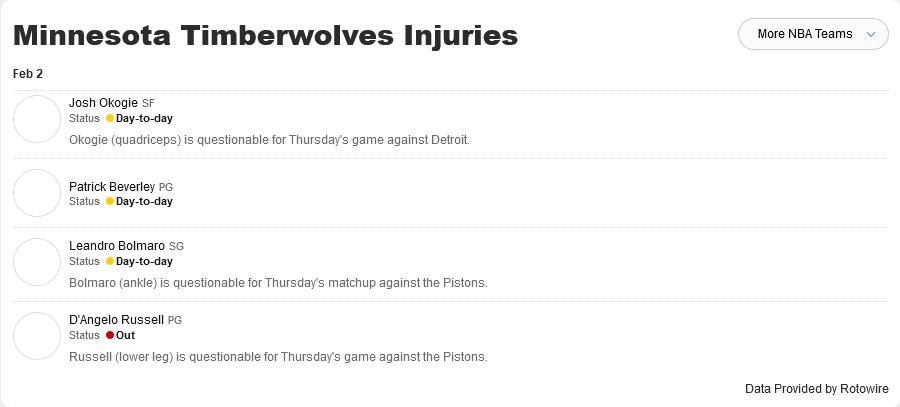 Minnesota Timberwolves Injuries
More NBA Teams
Feb 2
Josh Okogie SF
Status Day-to-day
Okogie (quadriceps) is questionable for Thursday's game against Detroit.
Patrick Beverley PG
Status Day-to-day
Leandro Bolmaro SG
Status Day-to-day
Bolmaro (ankle) is questionable for Thursday's matchup against the Pistons.
D'Angelo Russell PG
Status Out
Russell (lower leg) is questionable for Thursday's game against the Pistons.
Data Provided by Rotowire